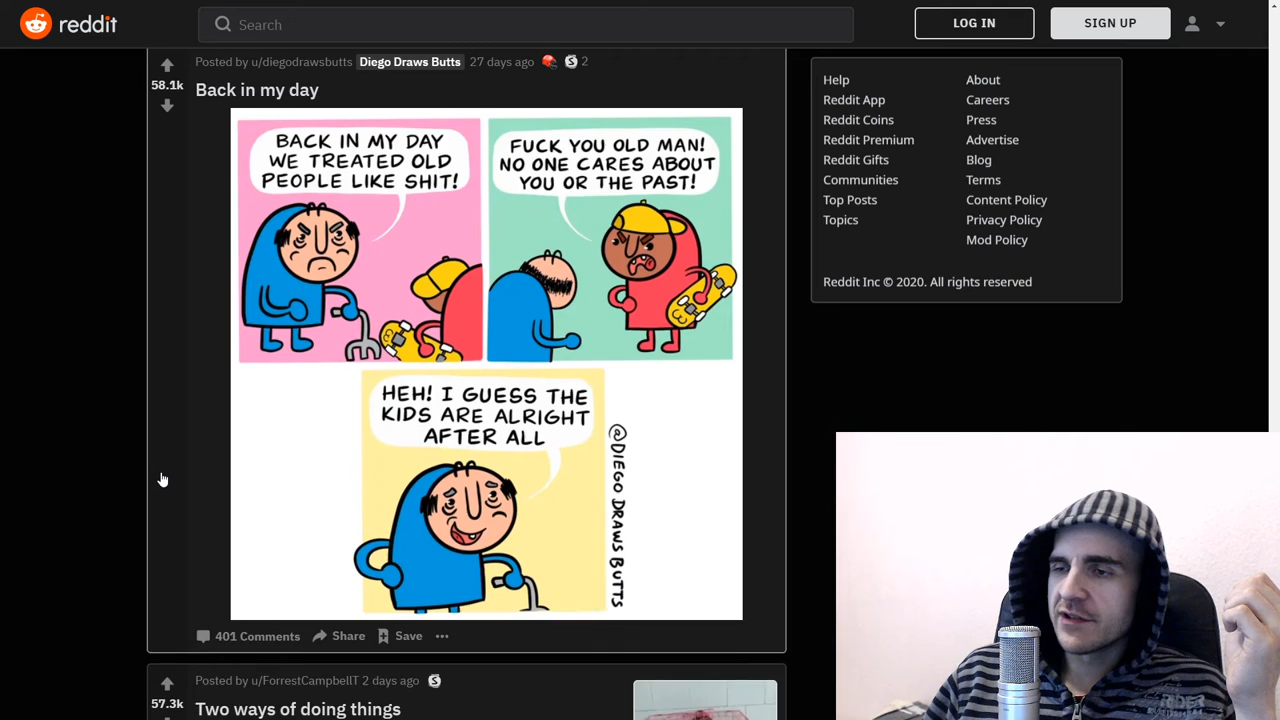 reddit
Search
LOG IN
SIGN UP
58.1k
Posted by u/diegodrawsbutts Diego Draws Butts 27 days ago 2
Back in my day
BACK IN MY DAY
WE TREATED OLD
PEOPLE LIKE SHIT!
FUCK YOU OLD MAN!
NO ONE CARES ABOUT
YOU OR THE PAST!
HEH! I GUESS THE
KIDS ARE ALRIGHT
AFTER ALL
@DIEGO DRAWS BUTTS
401 Comments Share Save
57.3k
Posted by u/ForrestCampbellT 2 days ago
Two ways of doing things
Help
Reddit App
Reddit Coins
Reddit Premium
Reddit Gifts
Communities
Top Posts
Topics
About
Careers
Press
Advertise
Blog
Terms
Content Policy
Privacy Policy
Mod Policy
Reddit Inc © 2020. All rights reserved